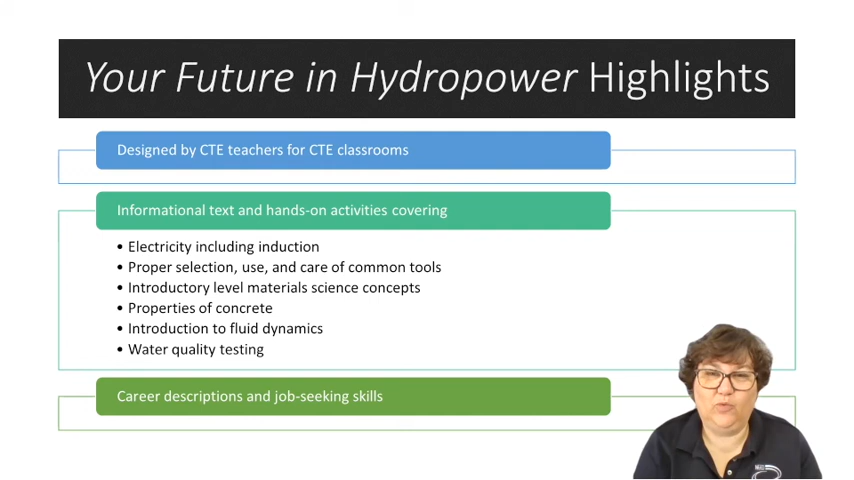 Your Future in Hydropower Highlights
Designed by CTE teachers for CTE classrooms
Informational text and hands-on activities covering
• Electricity including induction
• Proper selection, use, and care of common tools
• Introductory level materials science concepts
• Properties of concrete
• Introduction to fluid dynamics
• Water quality testing
Career descriptions and job-seeking skills